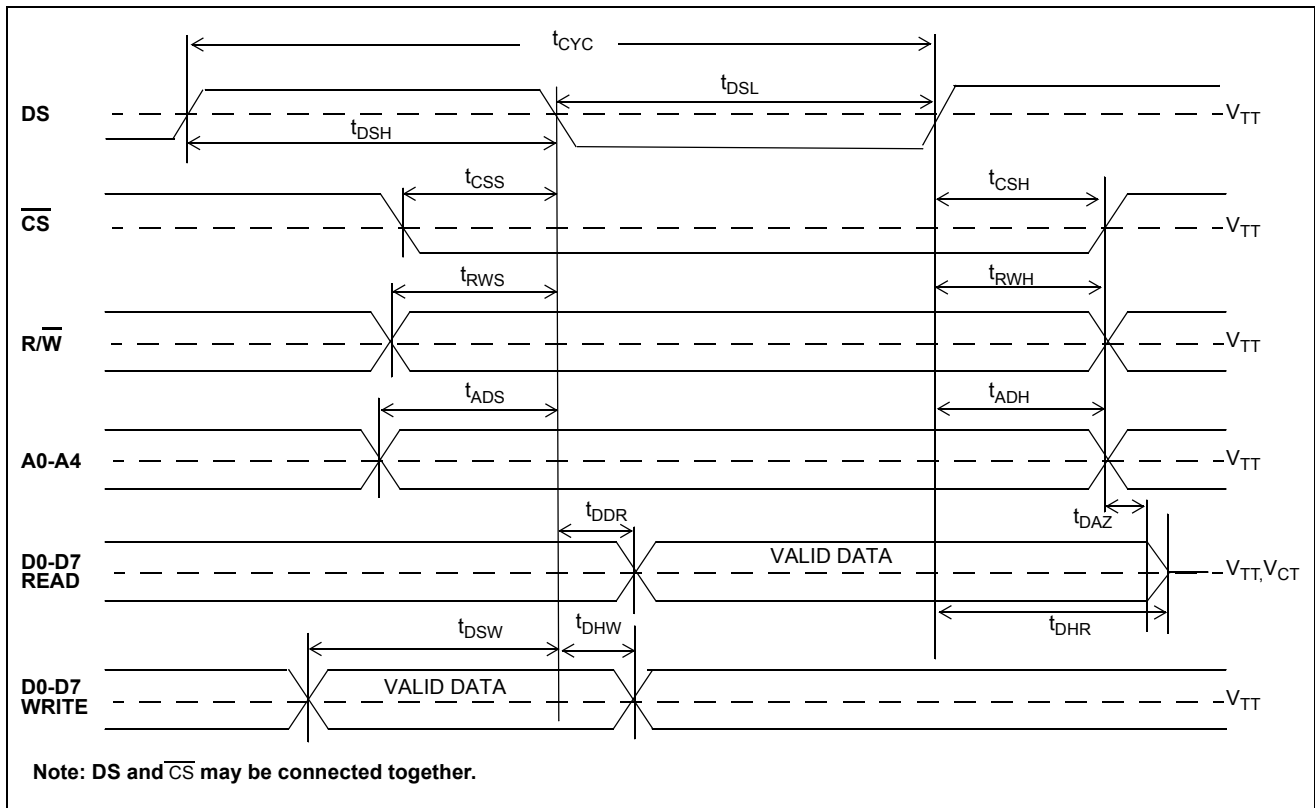 tCYC
DS
tDSL
tDSH
VTT
CS
tCSS
tCSH
VTT
R/W
tRWS
tRWH
VTT
A0-A4
tADS
tADH
VTT
D0-D7
READ
tDDR
VALID DATA
tDAZ
VTT,VCT
tDHR
D0-D7
WRITE
tDSW
tDHW
VALID DATA
VTT
Note: DS and CS may be connected together.